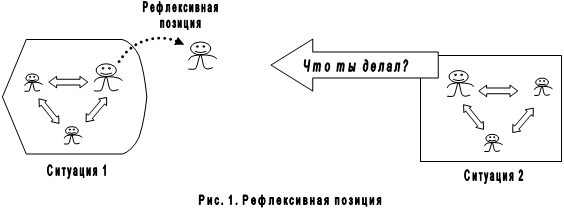 Рефлексивная
позиция
Что ты делал?
Ситуация 1
Ситуация 2
Рис. 1. Рефлексивная позиция